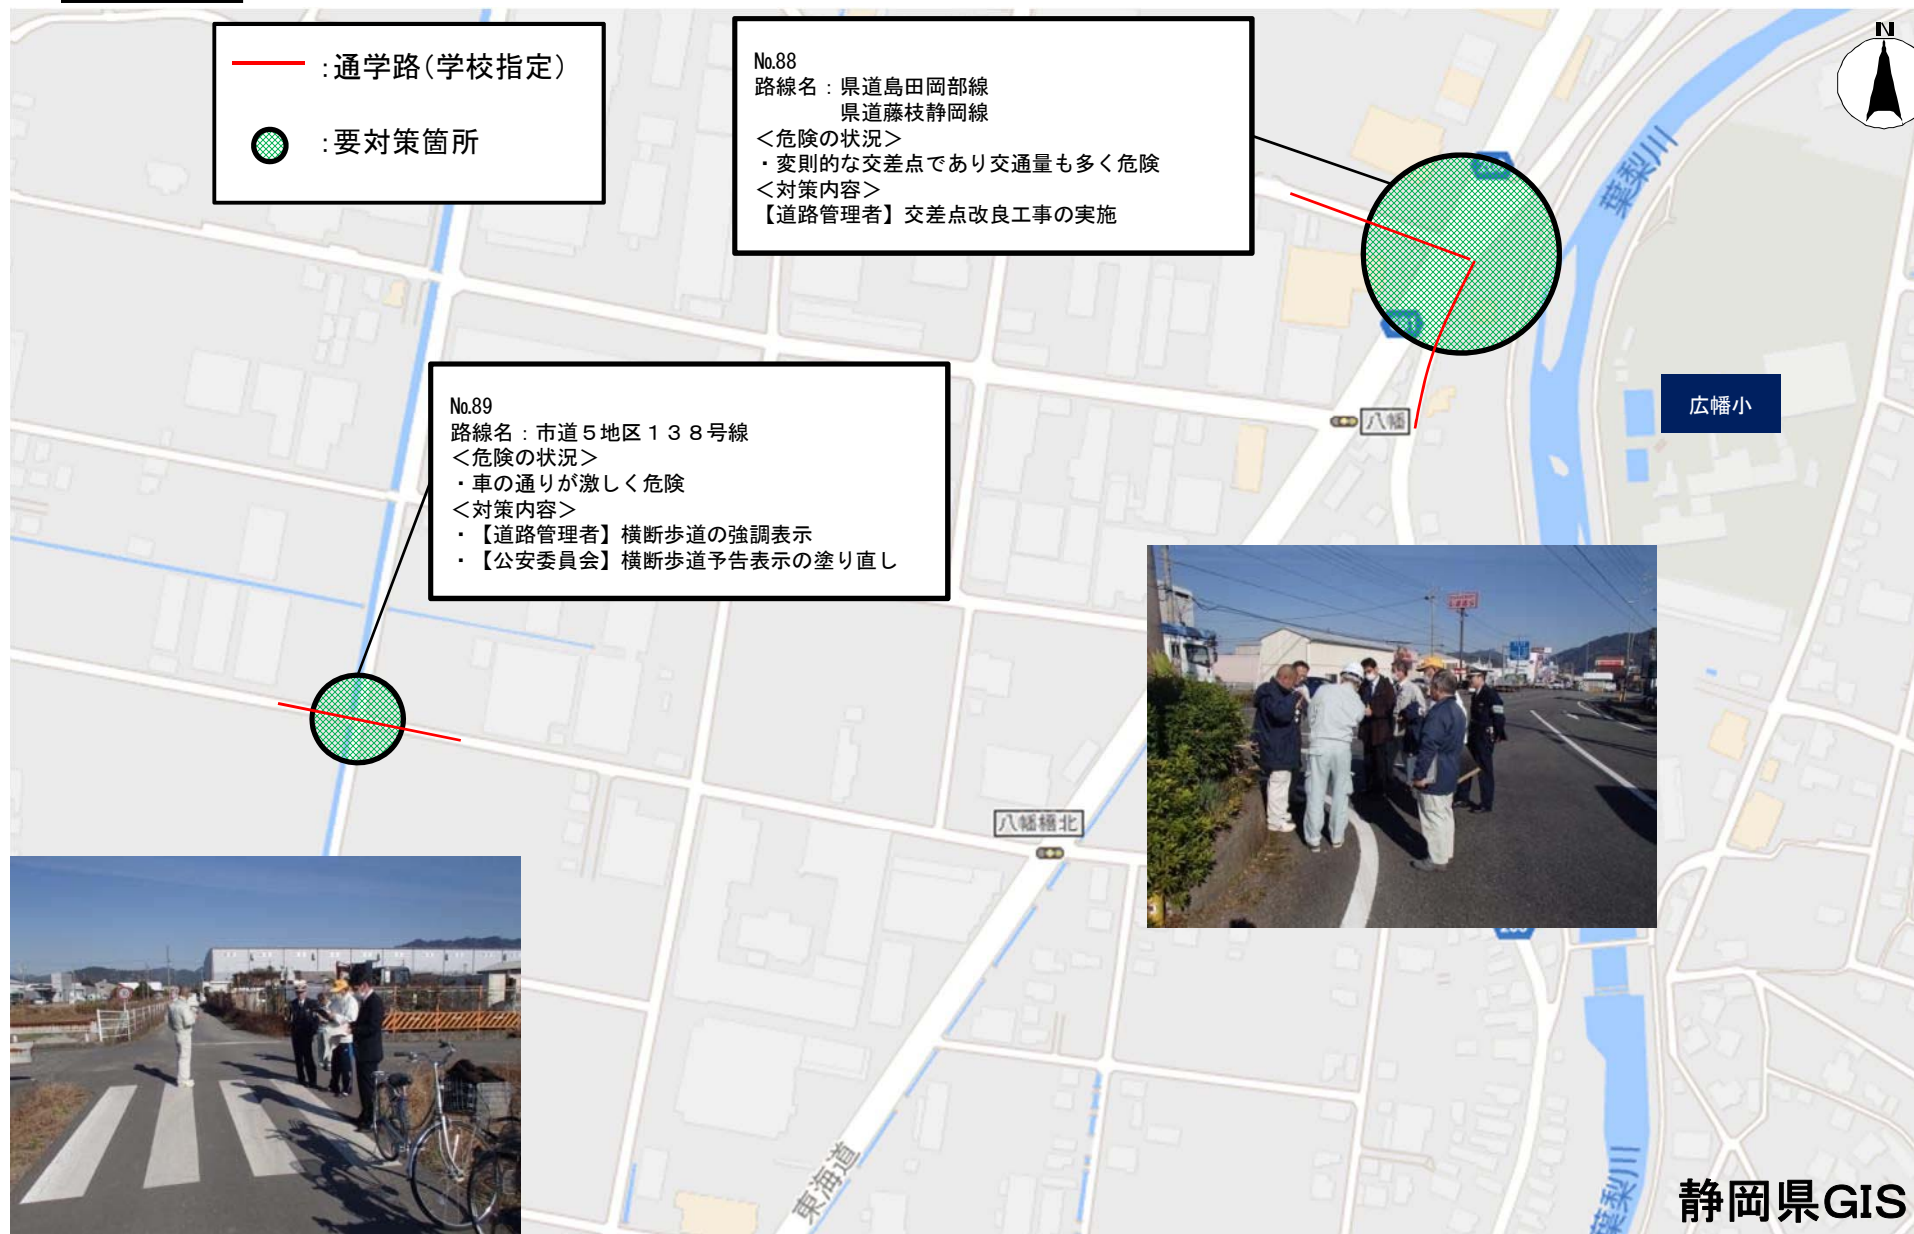 :通学路(学校指定)
:要対策箇所
No.88
路線名：県道島田岡部線
県道藤枝静岡線
＜危険の状況＞
・変則的な交差点であり交通量も多く危険
＜対策内容＞
【道路管理者】交差点改良工事の実施
N
葉梨川
広幡小
八幡
No.89
路線名：市道５地区１３８号線
＜危険の状況＞
・車の通りが激しく危険
＜対策内容＞
・【道路管理者】横断歩道の強調表示
・【公安委員会】横断歩道予告表示の塗り直し
八幡橋北
東海道
葉梨川
静岡県GIS